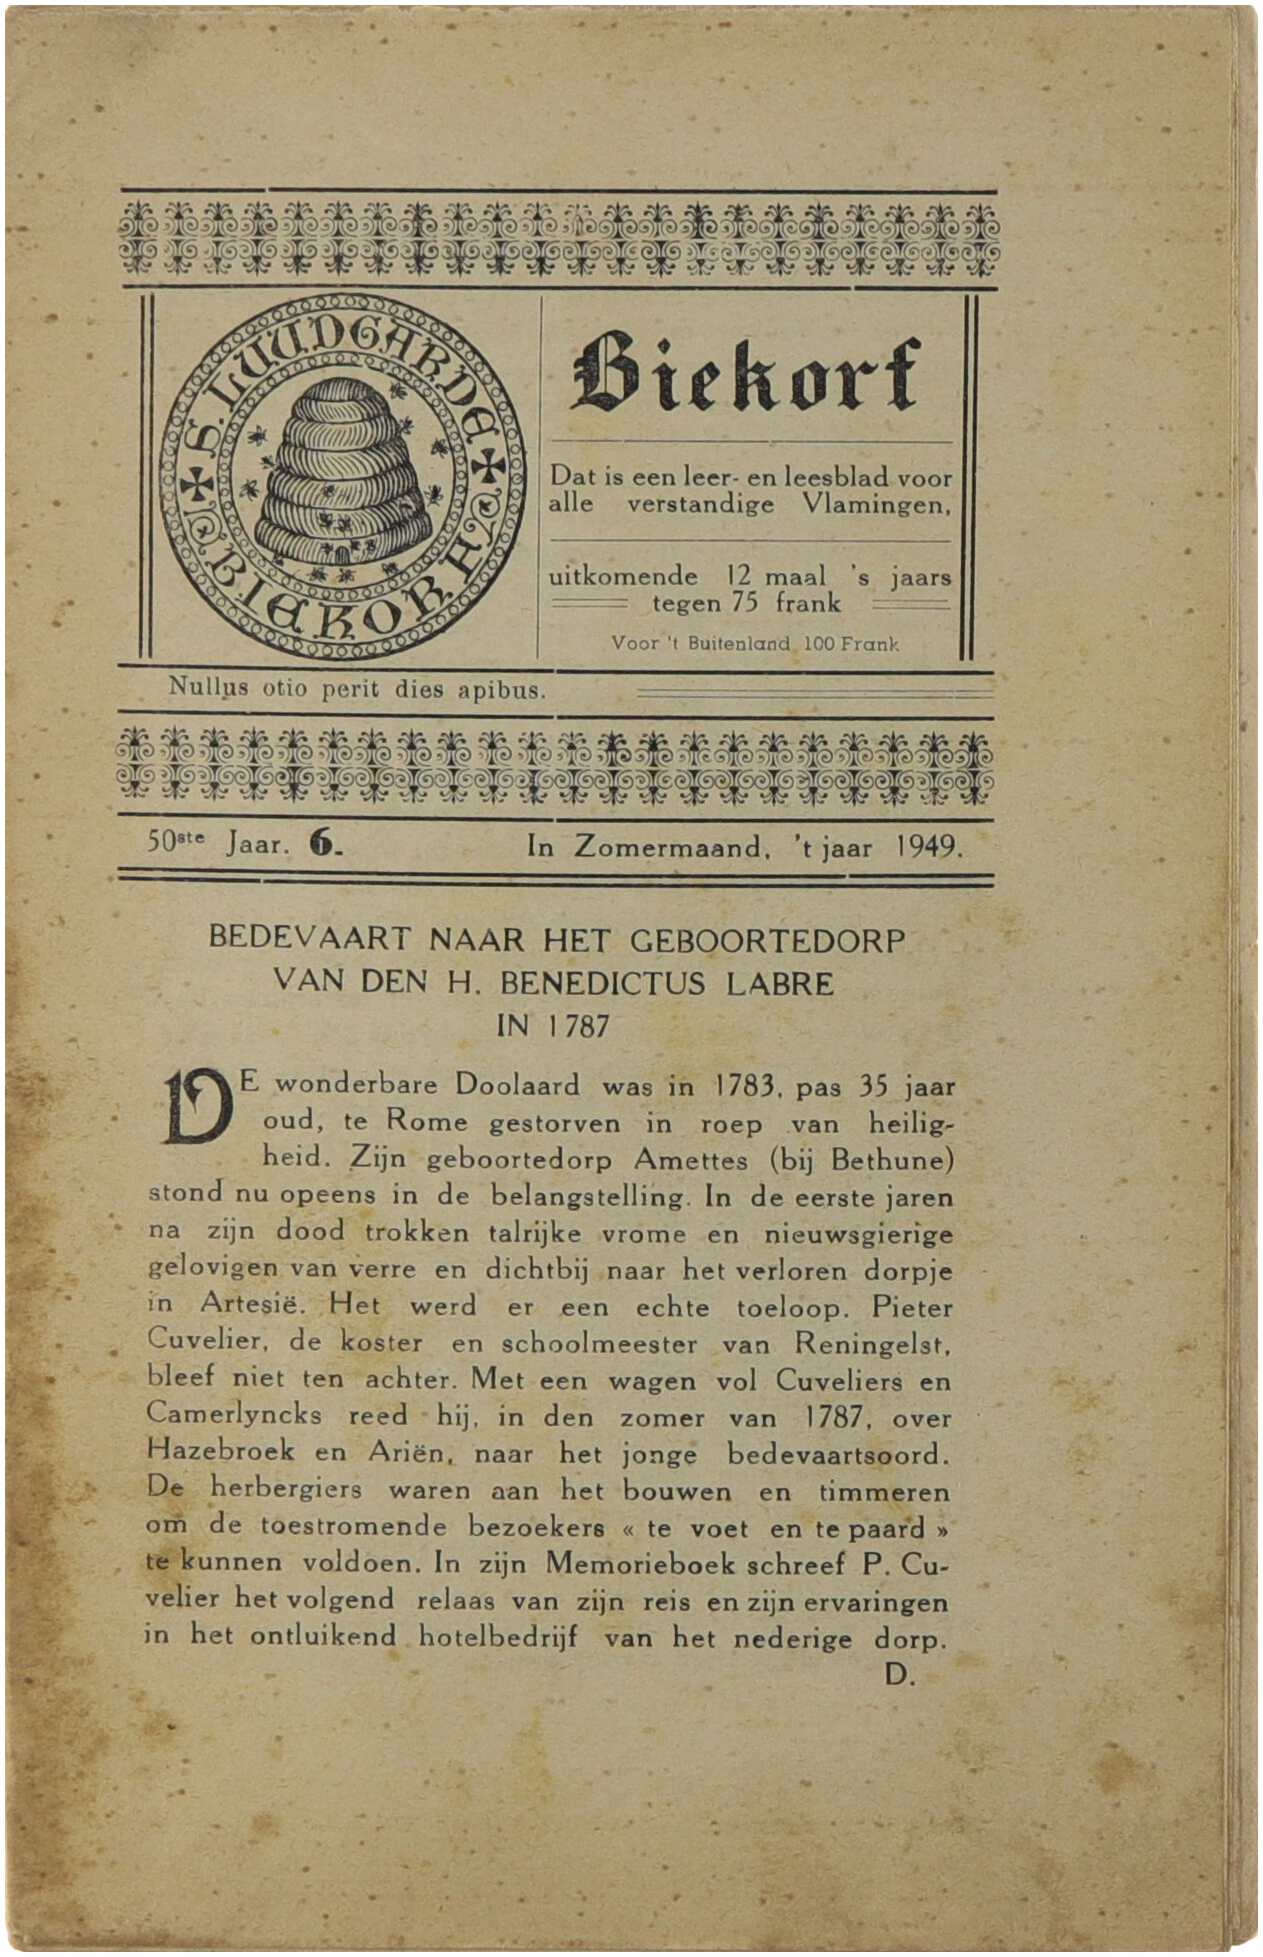 S. LUUDGARDE
BIEKORF
Biekorf
Dat is een leer- en leesblad voor
alle verstandige Vlamingen,
uitkomende 12 maal 's jaars
tegen 75 frank
Voor 't Buitenland 100 Frank
Nullus otio perit dies apibus.
50ste Jaar. 6.
In Zomermaand, 't jaar 1949.
BEDEVAART NAAR HET GEBOORTEDORP
VAN DEN H. BENEDICTUS LABRE
IN 1787
DE wonderbare Doolaard was in 1783, pas 35 jaar
oud, te Rome gestorven in roep van heilig-
heid. Zijn geboortedorp Amettes (bij Bethune)
stond nu opeens in de belangstelling. In de eerste jaren
na zijn dood trokken talrijke vrome en nieuwsgierige
gelovigen van verre en dichtbij naar het verloren dorpje
in Artesië. Het werd er een echte toeloop. Pieter
Cuvelier, de koster en schoolmeester van Reningelst,
bleef niet ten achter. Met een wagen vol Cuveliers en
Camerlyncks reed hij, in den zomer van 1787, over
Hazebroek en Ariën, naar het jonge bedevaartsoord.
De herbergiers waren aan het bouwen en timmeren
om de toestromende bezoekers « te voet en te paard »
te kunnen voldoen. In zijn Memorieboek schreef P. Cu-
velier het volgend relaas van zijn reis en zijn ervaringen
in het ontluikend hotelbedrijf van het nederige dorp.
D.